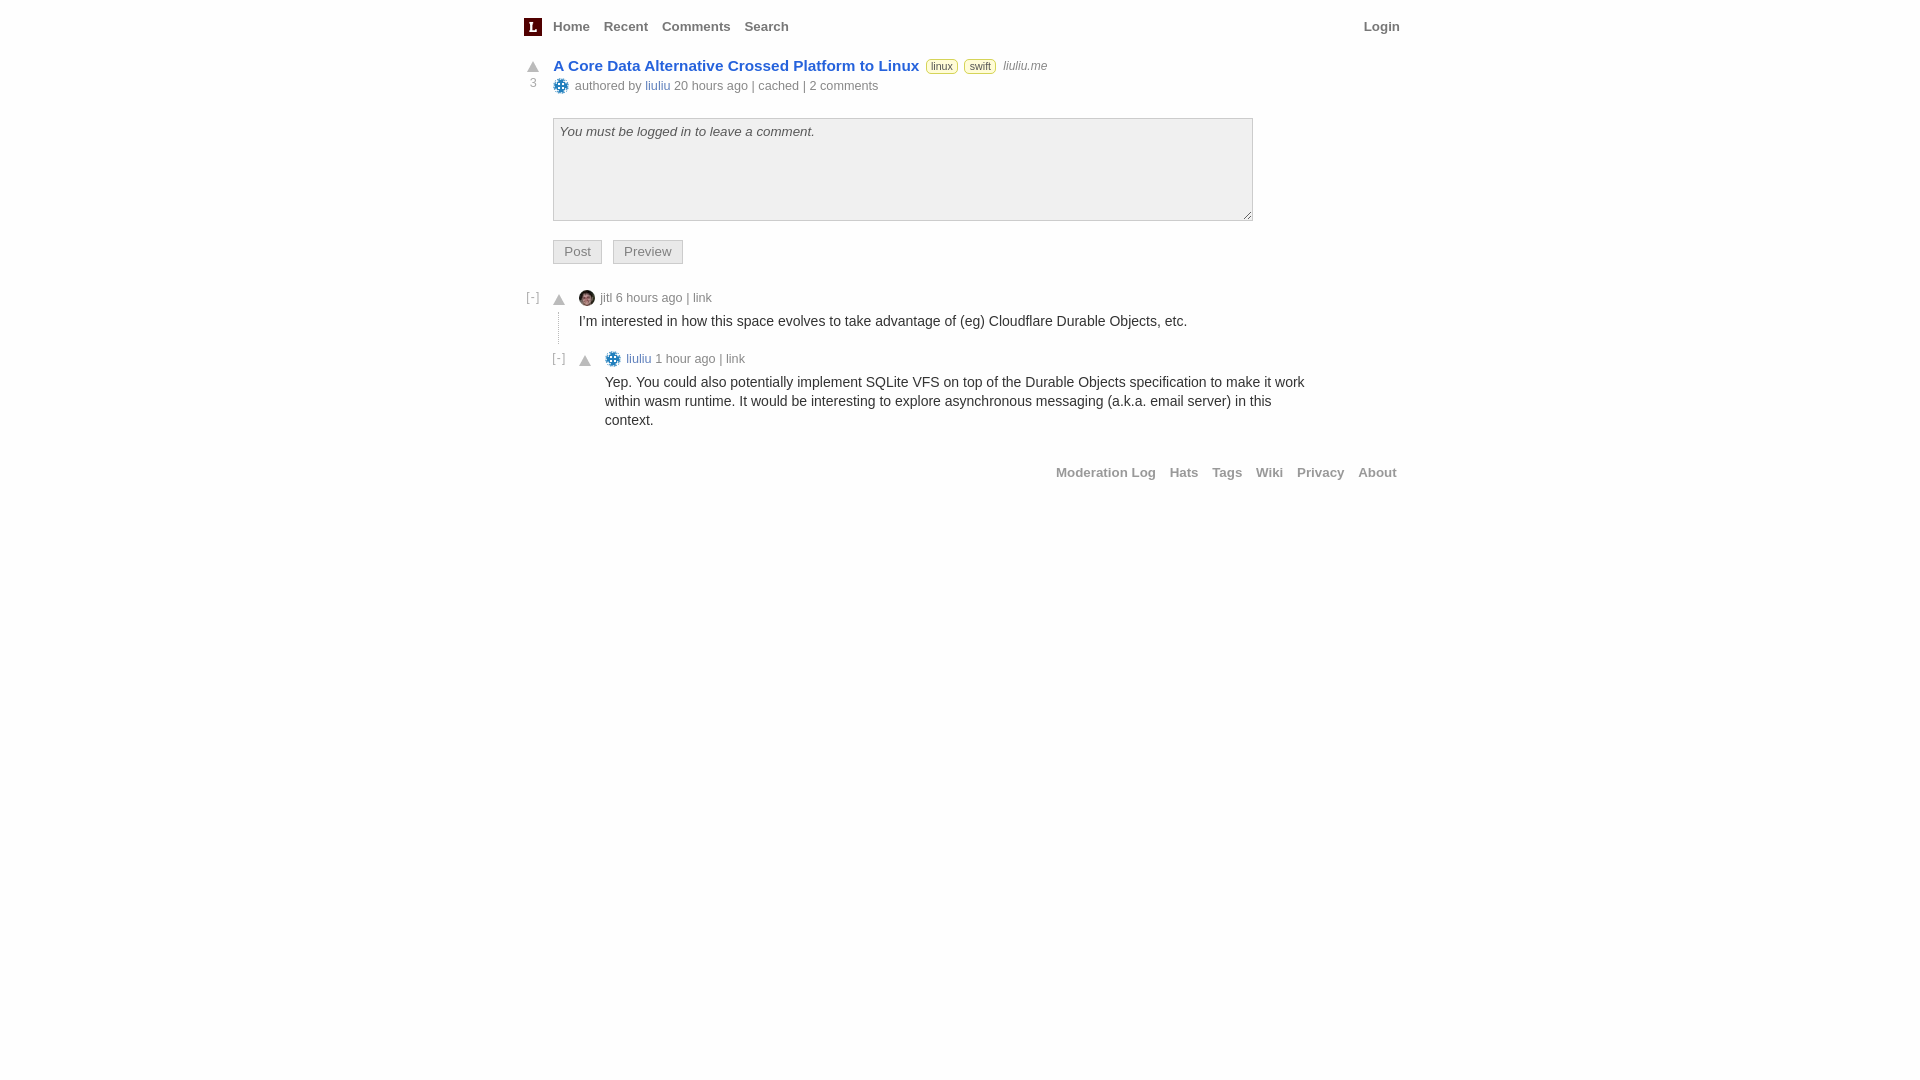 L Home Recent Comments Search Login
A Core Data Alternative Crossed Platform to Linux linux swift liuliu.me
3
authored by liuliu 20 hours ago | cached | 2 comments
You must be logged in to leave a comment.
Post Preview
[-] jitl 6 hours ago | link
I’m interested in how this space evolves to take advantage of (eg) Cloudflare Durable Objects, etc.
[-] liuliu 1 hour ago | link
Yep. You could also potentially implement SQLite VFS on top of the Durable Objects specification to make it work
within wasm runtime. It would be interesting to explore asynchronous messaging (a.k.a. email server) in this
context.
Moderation Log Hats Tags Wiki Privacy About